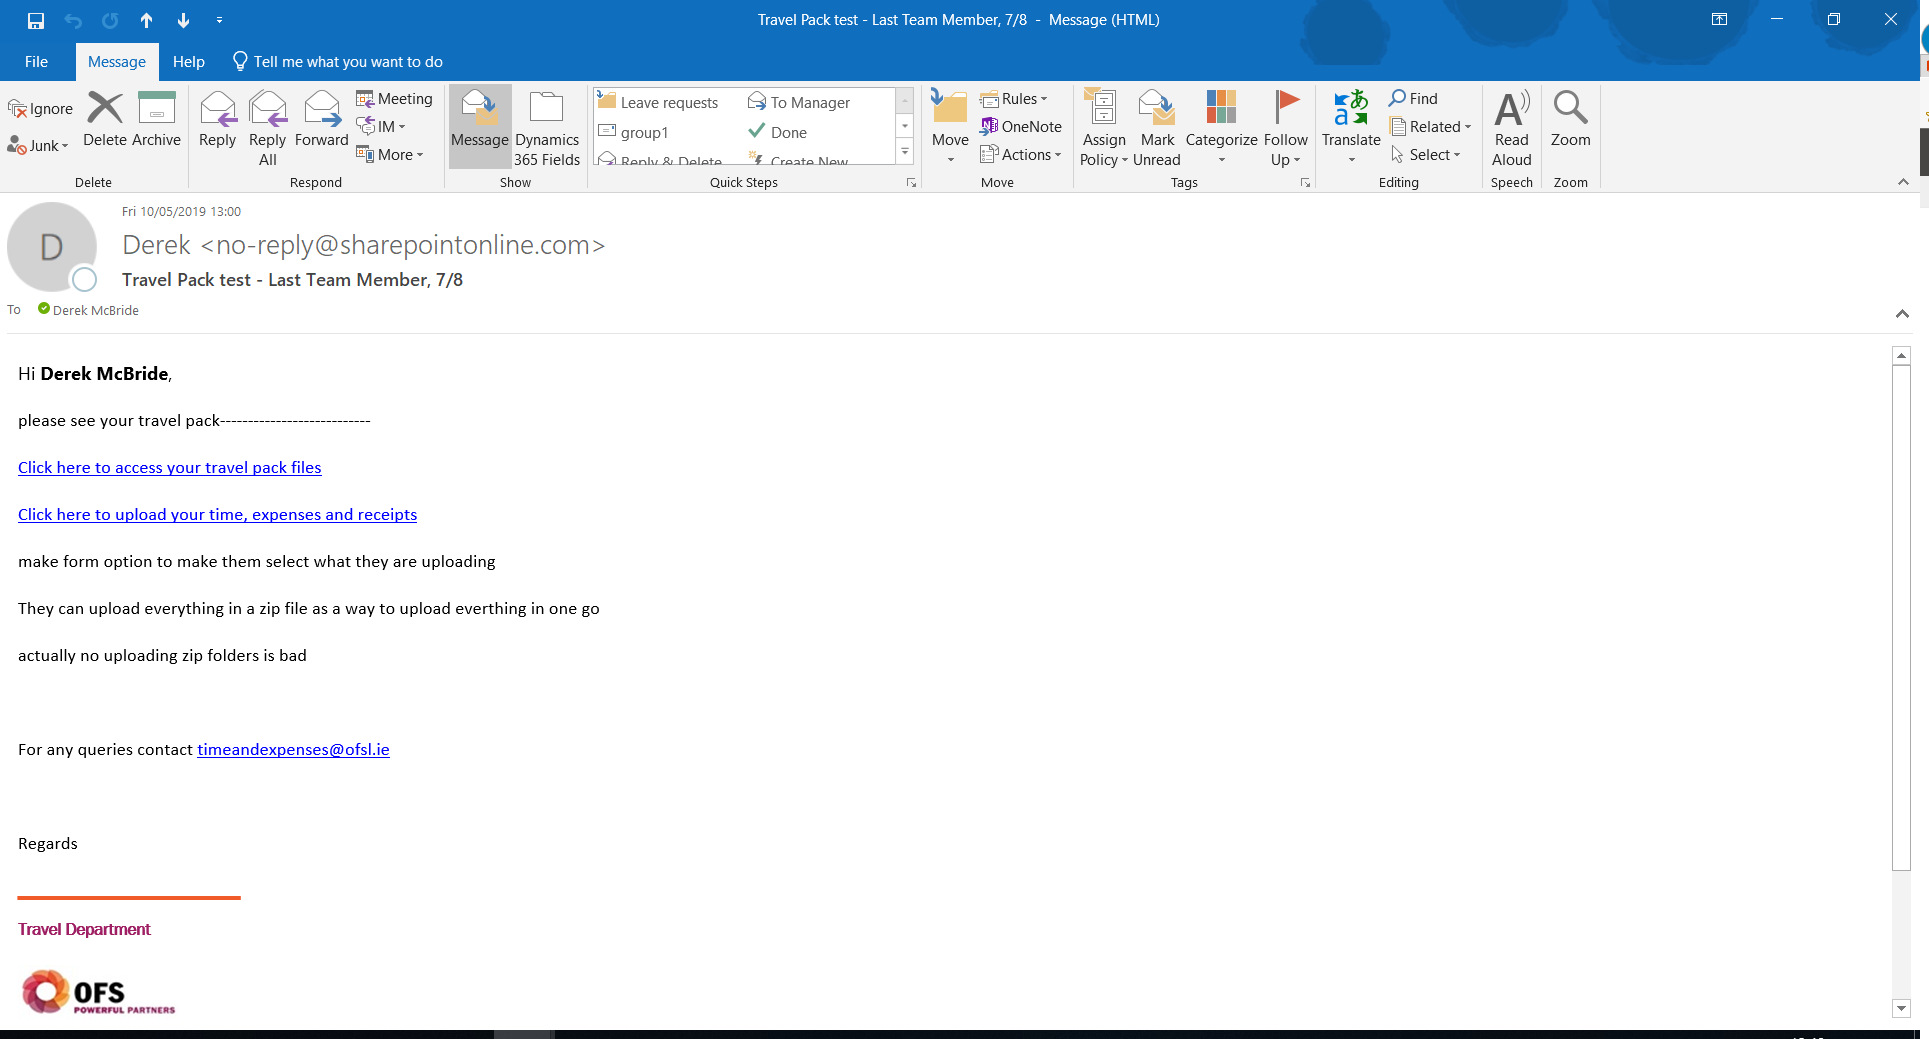 Travel Pack test - Last Team Member, 7/8 - Message (HTML)
File Message Help Tell me what you want to do
Ignore
Junk
Delete Archive
Delete
Reply Reply All Forward
Meeting
IM
More
Respond
Message Dynamics 365 Fields
Show
Leave requests To Manager
group1 Done
Reply & Delete Create New
Quick Steps
Move
Rules
OneNote
Actions
Move
Assign Policy Mark Unread Categorize Follow Up
Tags
Translate
Find
Related
Select
Editing
Read Aloud
Speech
Zoom
Zoom
Fri 10/05/2019 13:00
D
Derek <no-reply@sharepointonline.com>
Travel Pack test - Last Team Member, 7/8
To Derek McBride
Hi Derek McBride,
please see your travel pack---------------------------
Click here to access your travel pack files
Click here to upload your time, expenses and receipts
make form option to make them select what they are uploading
They can upload everything in a zip file as a way to upload everthing in one go
actually no uploading zip folders is bad
For any queries contact timeandexpenses@ofsl.ie
Regards
Travel Department
OFS
POWERFUL PARTNERS